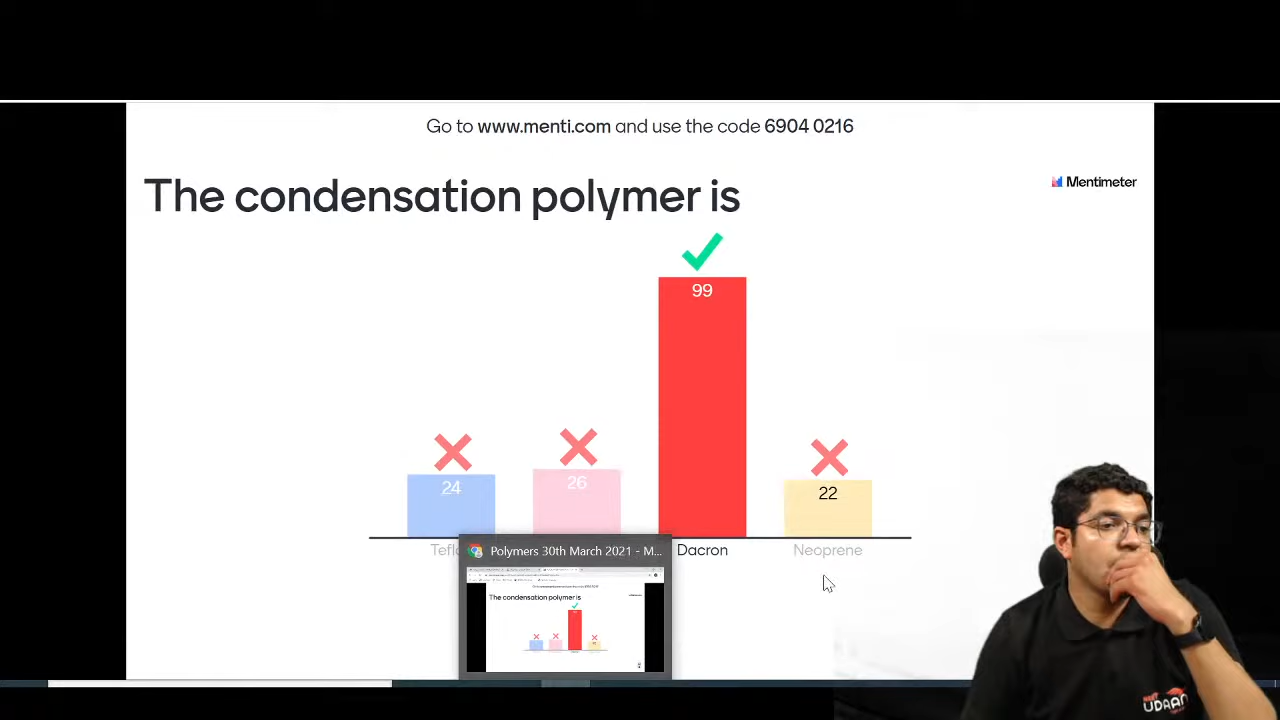 Go to www.menti.com and use the code 6904 0216
The condensation polymer is
Mentimeter
99
24
26
22
Dacron
Neoprene
Polymers 30th March 2021 - M...
The condensation polymer is
UDAAN